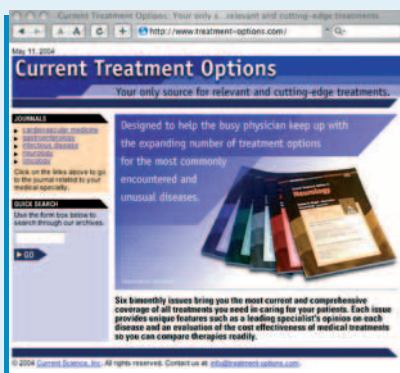 Current Treatment Options: Your only s...relevant and cutting-edge treatments.
A A C + http://www.treatment-options.com/ Q-
May 11, 2004
Current Treatment Options
Your only source for relevant and cutting-edge treatments.
JOURNALS
cardiovascular medicine
gastroenterology
infectious disease
neurology
oncology
Click on the links above to go
to the journal related to your
medical specialty.
QUICK SEARCH
Use the form box below to
search through our archives.
GO
Designed to help the busy physician keep up with
the expanding number of treatment options
for the most commonly
encountered and
unusual diseases.
Neurology
Six bimonthly issues bring you the most current and comprehensive
coverage of all treatments you need in caring for your patients. Each issue
provides unique features such as a leading specialist's opinion on each
disease and an evaluation of the cost effectiveness of medical treatments
so you can compare therapies readily.
© 2004 Current Science, Inc. All rights reserved. Contact us at info@treatment-options.com.